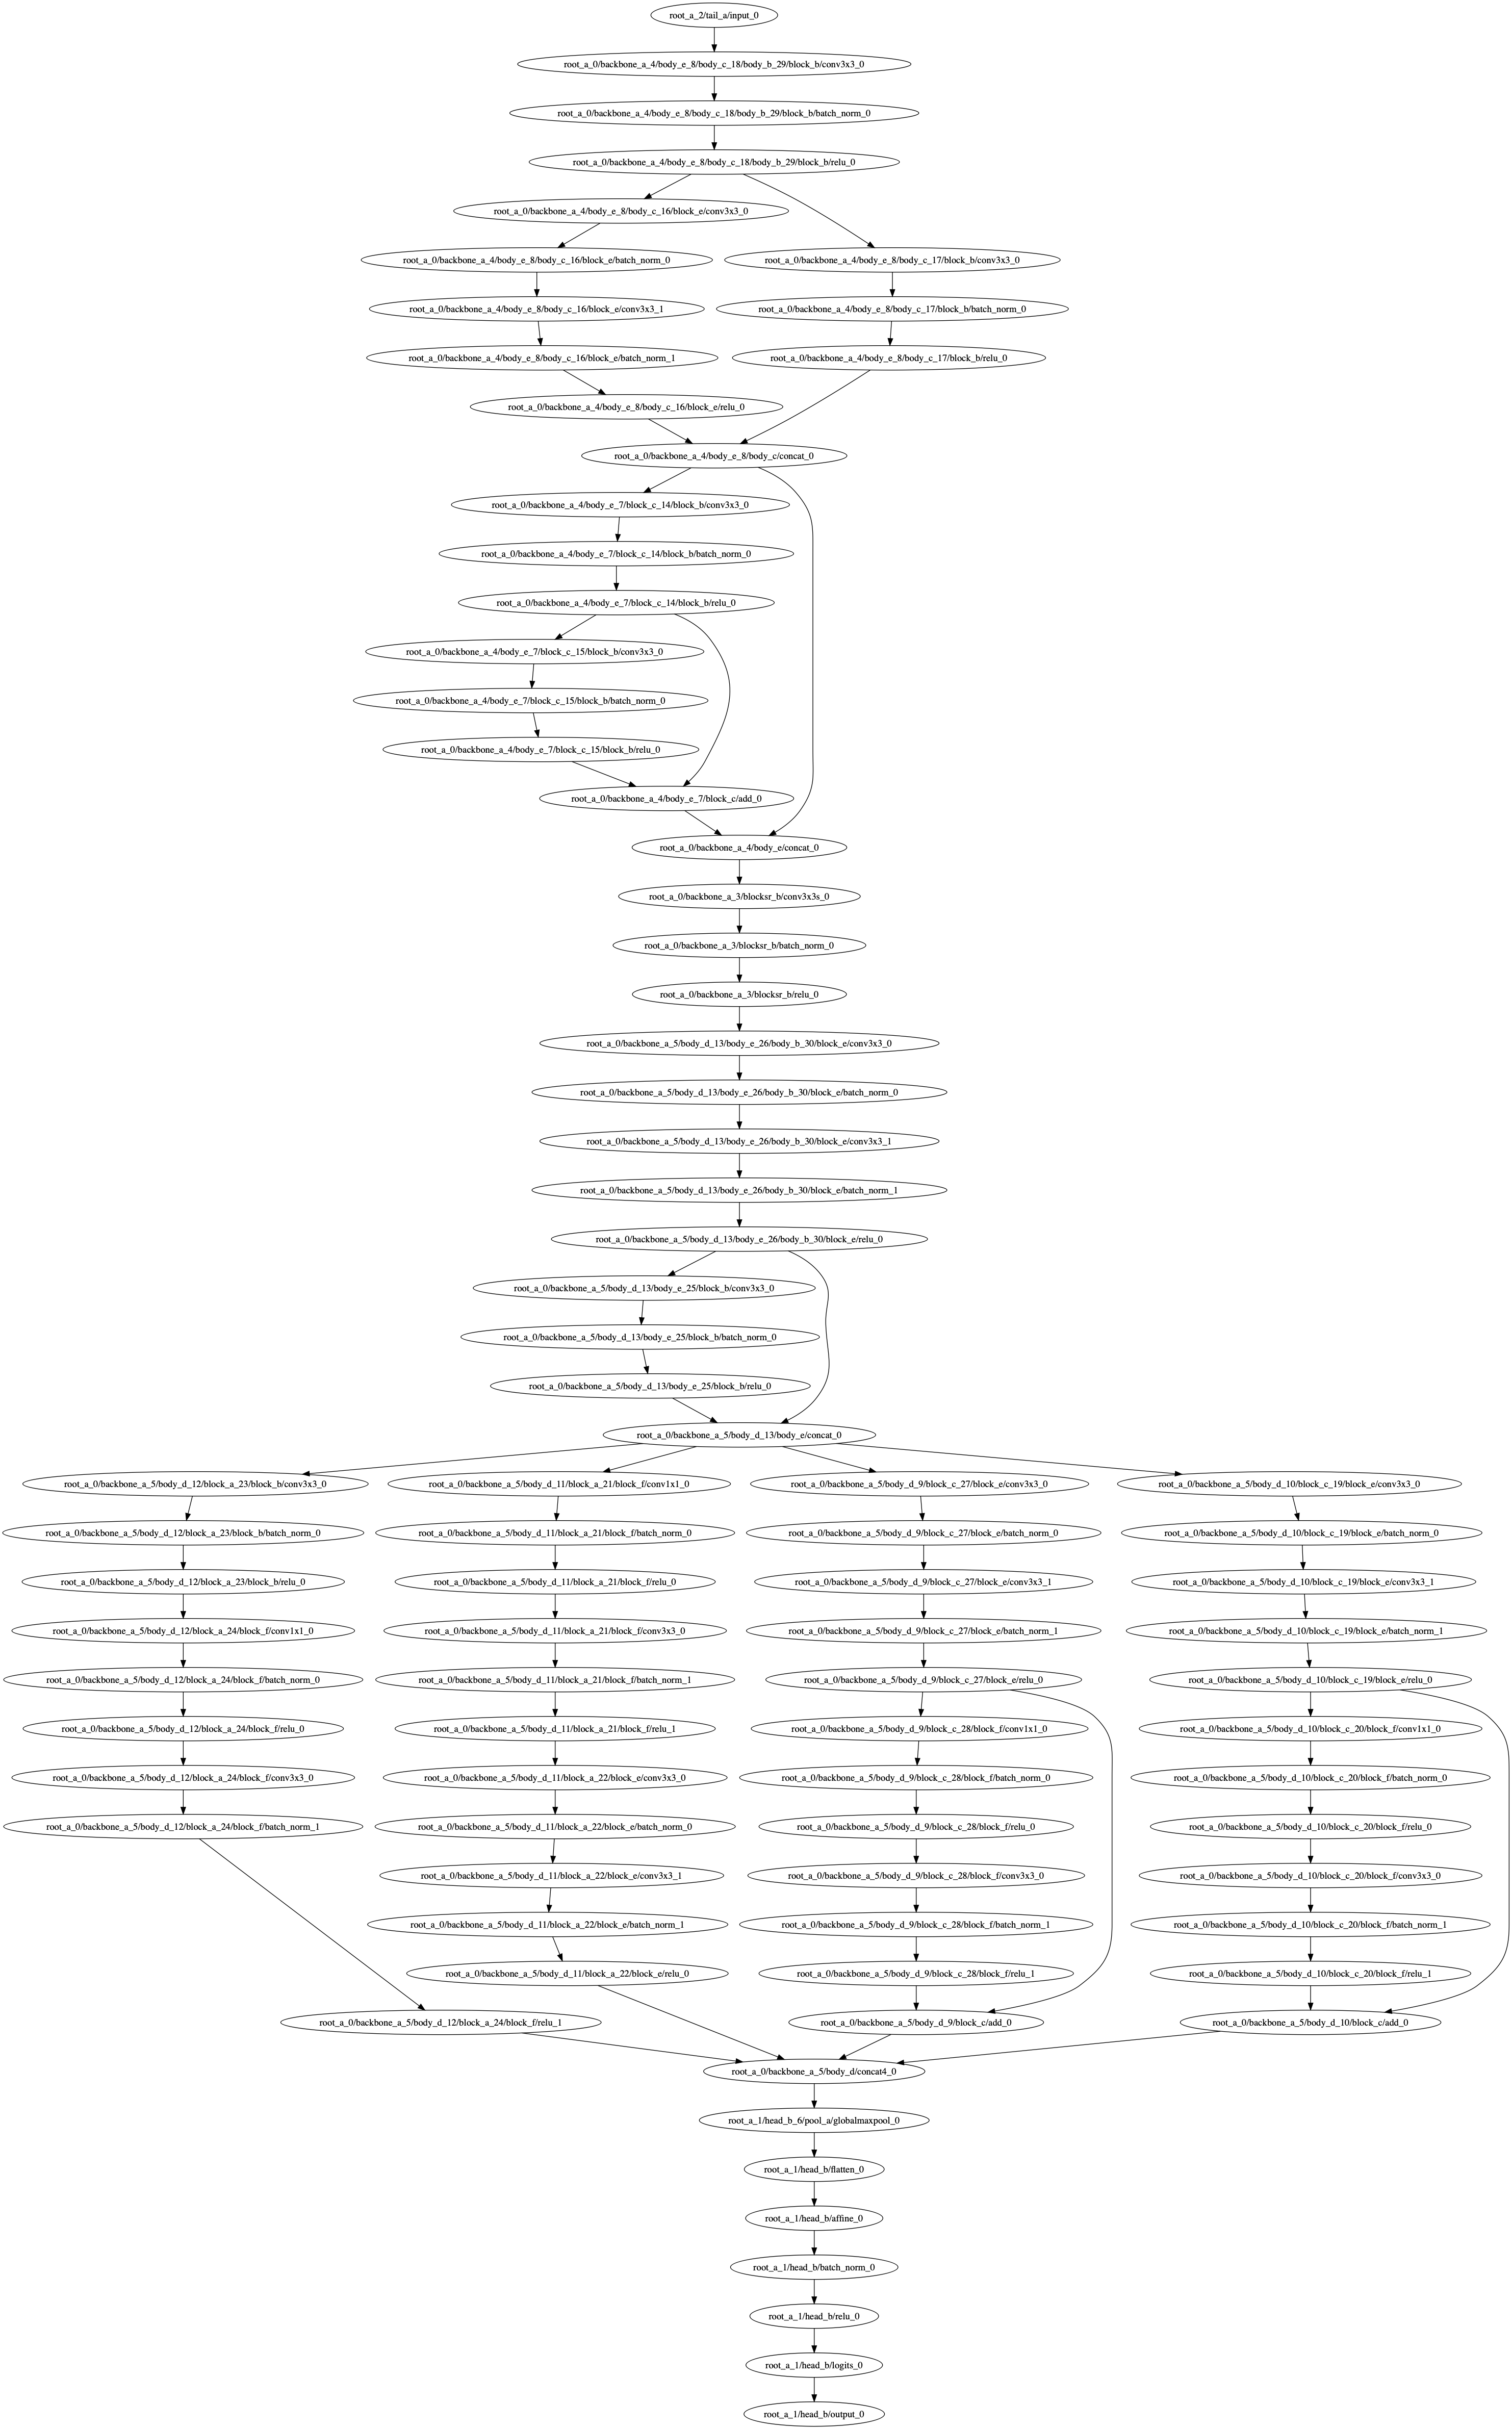 root_a_2/tail_a/input_0
root_a_0/backbone_a_4/body_e_8/body_c_18/body_b_29/block_b/conv3x3_0
root_a_0/backbone_a_4/body_e_8/body_c_18/body_b_29/block_b/batch_norm_0
root_a_0/backbone_a_4/body_e_8/body_c_18/body_b_29/block_b/relu_0
root_a_0/backbone_a_4/body_e_8/body_c_16/block_e/conv3x3_0
root_a_0/backbone_a_4/body_e_8/body_c_16/block_e/batch_norm_0
root_a_0/backbone_a_4/body_e_8/body_c_17/block_b/conv3x3_0
root_a_0/backbone_a_4/body_e_8/body_c_16/block_e/conv3x3_1
root_a_0/backbone_a_4/body_e_8/body_c_17/block_b/batch_norm_0
root_a_0/backbone_a_4/body_e_8/body_c_16/block_e/batch_norm_1
root_a_0/backbone_a_4/body_e_8/body_c_17/block_b/relu_0
root_a_0/backbone_a_4/body_e_8/body_c_16/block_e/relu_0
root_a_0/backbone_a_4/body_e_8/body_c/concat_0
root_a_0/backbone_a_4/body_e_7/block_c_14/block_b/conv3x3_0
root_a_0/backbone_a_4/body_e_7/block_c_14/block_b/batch_norm_0
root_a_0/backbone_a_4/body_e_7/block_c_14/block_b/relu_0
root_a_0/backbone_a_4/body_e_7/block_c_15/block_b/conv3x3_0
root_a_0/backbone_a_4/body_e_7/block_c_15/block_b/batch_norm_0
root_a_0/backbone_a_4/body_e_7/block_c_15/block_b/relu_0
root_a_0/backbone_a_4/body_e_7/block_c/add_0
root_a_0/backbone_a_4/body_e/concat_0
root_a_0/backbone_a_3/blocksr_b/conv3x3s_0
root_a_0/backbone_a_3/blocksr_b/batch_norm_0
root_a_0/backbone_a_3/blocksr_b/relu_0
root_a_0/backbone_a_5/body_d_13/body_e_26/body_b_30/block_e/conv3x3_0
root_a_0/backbone_a_5/body_d_13/body_e_26/body_b_30/block_e/batch_norm_0
root_a_0/backbone_a_5/body_d_13/body_e_26/body_b_30/block_e/conv3x3_1
root_a_0/backbone_a_5/body_d_13/body_e_26/body_b_30/block_e/batch_norm_1
root_a_0/backbone_a_5/body_d_13/body_e_26/body_b_30/block_e/relu_0
root_a_0/backbone_a_5/body_d_13/body_e_25/block_b/conv3x3_0
root_a_0/backbone_a_5/body_d_13/body_e_25/block_b/batch_norm_0
root_a_0/backbone_a_5/body_d_13/body_e_25/block_b/relu_0
root_a_0/backbone_a_5/body_d_13/body_e/concat_0
root_a_0/backbone_a_5/body_d_12/block_a_23/block_b/conv3x3_0
root_a_0/backbone_a_5/body_d_11/block_a_21/block_f/conv1x1_0
root_a_0/backbone_a_5/body_d_9/block_c_27/block_e/conv3x3_0
root_a_0/backbone_a_5/body_d_10/block_c_19/block_e/conv3x3_0
root_a_0/backbone_a_5/body_d_12/block_a_23/block_b/batch_norm_0
root_a_0/backbone_a_5/body_d_11/block_a_21/block_f/batch_norm_0
root_a_0/backbone_a_5/body_d_9/block_c_27/block_e/batch_norm_0
root_a_0/backbone_a_5/body_d_10/block_c_19/block_e/batch_norm_0
root_a_0/backbone_a_5/body_d_12/block_a_23/block_b/relu_0
root_a_0/backbone_a_5/body_d_11/block_a_21/block_f/relu_0
root_a_0/backbone_a_5/body_d_9/block_c_27/block_e/conv3x3_1
root_a_0/backbone_a_5/body_d_10/block_c_19/block_e/conv3x3_1
root_a_0/backbone_a_5/body_d_12/block_a_24/block_f/conv1x1_0
root_a_0/backbone_a_5/body_d_11/block_a_21/block_f/conv3x3_0
root_a_0/backbone_a_5/body_d_9/block_c_27/block_e/batch_norm_1
root_a_0/backbone_a_5/body_d_10/block_c_19/block_e/batch_norm_1
root_a_0/backbone_a_5/body_d_12/block_a_24/block_f/batch_norm_0
root_a_0/backbone_a_5/body_d_11/block_a_21/block_f/batch_norm_1
root_a_0/backbone_a_5/body_d_9/block_c_27/block_e/relu_0
root_a_0/backbone_a_5/body_d_10/block_c_19/block_e/relu_0
root_a_0/backbone_a_5/body_d_12/block_a_24/block_f/relu_0
root_a_0/backbone_a_5/body_d_11/block_a_21/block_f/relu_1
root_a_0/backbone_a_5/body_d_9/block_c_28/block_f/conv1x1_0
root_a_0/backbone_a_5/body_d_10/block_c_20/block_f/conv1x1_0
root_a_0/backbone_a_5/body_d_12/block_a_24/block_f/conv3x3_0
root_a_0/backbone_a_5/body_d_11/block_a_22/block_e/conv3x3_0
root_a_0/backbone_a_5/body_d_9/block_c_28/block_f/batch_norm_0
root_a_0/backbone_a_5/body_d_10/block_c_20/block_f/batch_norm_0
root_a_0/backbone_a_5/body_d_12/block_a_24/block_f/batch_norm_1
root_a_0/backbone_a_5/body_d_11/block_a_22/block_e/batch_norm_0
root_a_0/backbone_a_5/body_d_9/block_c_28/block_f/relu_0
root_a_0/backbone_a_5/body_d_10/block_c_20/block_f/relu_0
root_a_0/backbone_a_5/body_d_11/block_a_22/block_e/conv3x3_1
root_a_0/backbone_a_5/body_d_9/block_c_28/block_f/conv3x3_0
root_a_0/backbone_a_5/body_d_10/block_c_20/block_f/conv3x3_0
root_a_0/backbone_a_5/body_d_11/block_a_22/block_e/batch_norm_1
root_a_0/backbone_a_5/body_d_9/block_c_28/block_f/batch_norm_1
root_a_0/backbone_a_5/body_d_10/block_c_20/block_f/batch_norm_1
root_a_0/backbone_a_5/body_d_11/block_a_22/block_e/relu_0
root_a_0/backbone_a_5/body_d_9/block_c_28/block_f/relu_1
root_a_0/backbone_a_5/body_d_10/block_c_20/block_f/relu_1
root_a_0/backbone_a_5/body_d_12/block_a_24/block_f/relu_1
root_a_0/backbone_a_5/body_d_9/block_c/add_0
root_a_0/backbone_a_5/body_d_10/block_c/add_0
root_a_0/backbone_a_5/body_d/concat4_0
root_a_1/head_b_6/pool_a/globalmaxpool_0
root_a_1/head_b/flatten_0
root_a_1/head_b/affine_0
root_a_1/head_b/batch_norm_0
root_a_1/head_b/relu_0
root_a_1/head_b/logits_0
root_a_1/head_b/output_0